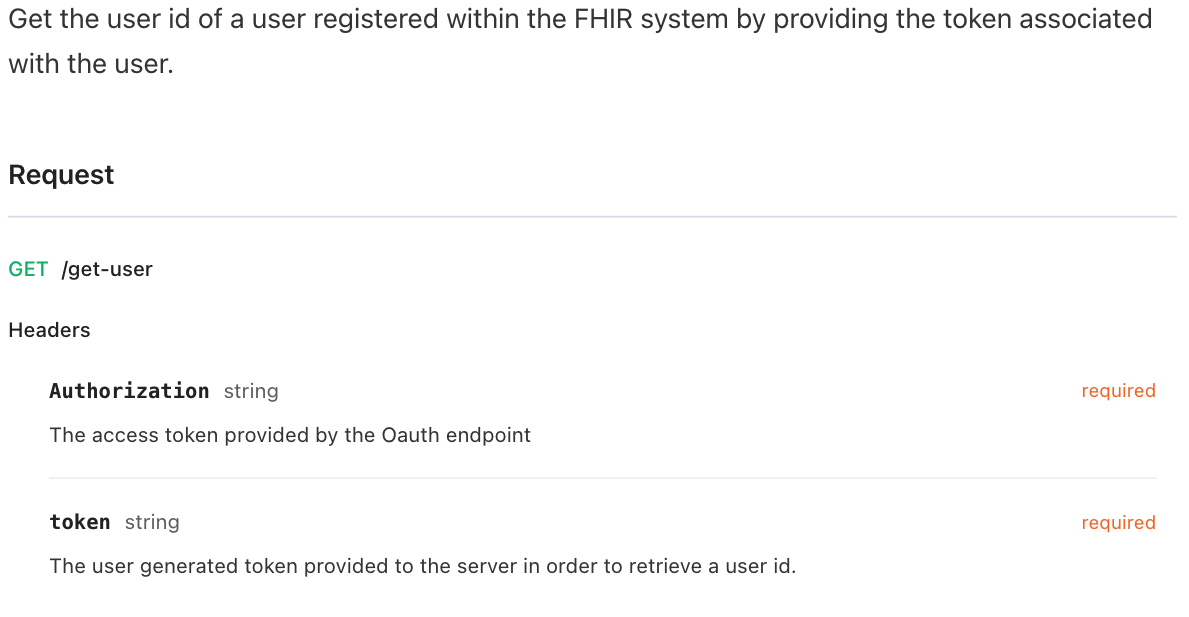 Get the user id of a user registered within the FHIR system by providing the token associated
with the user.
Request
GET /get-user
Headers
Authorization string required
The access token provided by the Oauth endpoint
token string required
The user generated token provided to the server in order to retrieve a user id.